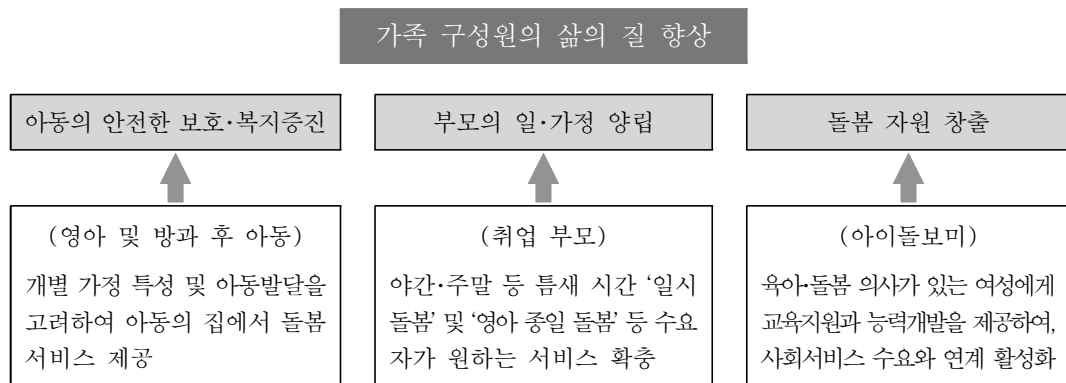 가족 구성원의 삶의 질 향상
아동의 안전한 보호·복지증진
부모의 일·가정 양립
돌봄 자원 창출
(영아 및 방과 후 아동)
개별 가정 특성 및 아동발달을
고려하여 아동의 집에서 돌봄
서비스 제공
(취업 부모)
야간·주말 등 틈새 시간 ‘일시
돌봄’ 및 ‘영아 종일 돌봄’ 등 수요
자가 원하는 서비스 확충
(아이돌보미)
육아·돌봄 의사가 있는 여성에게
교육지원과 능력개발을 제공하여,
사회서비스 수요와 연계 활성화